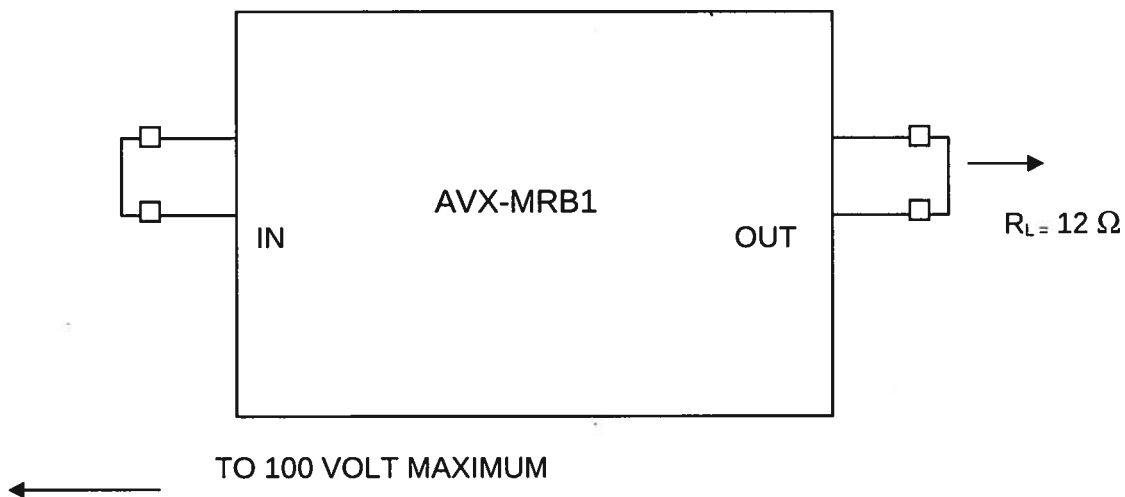 AVX-MRB1
IN
OUT
RL = 12 Ω
TO 100 VOLT MAXIMUM